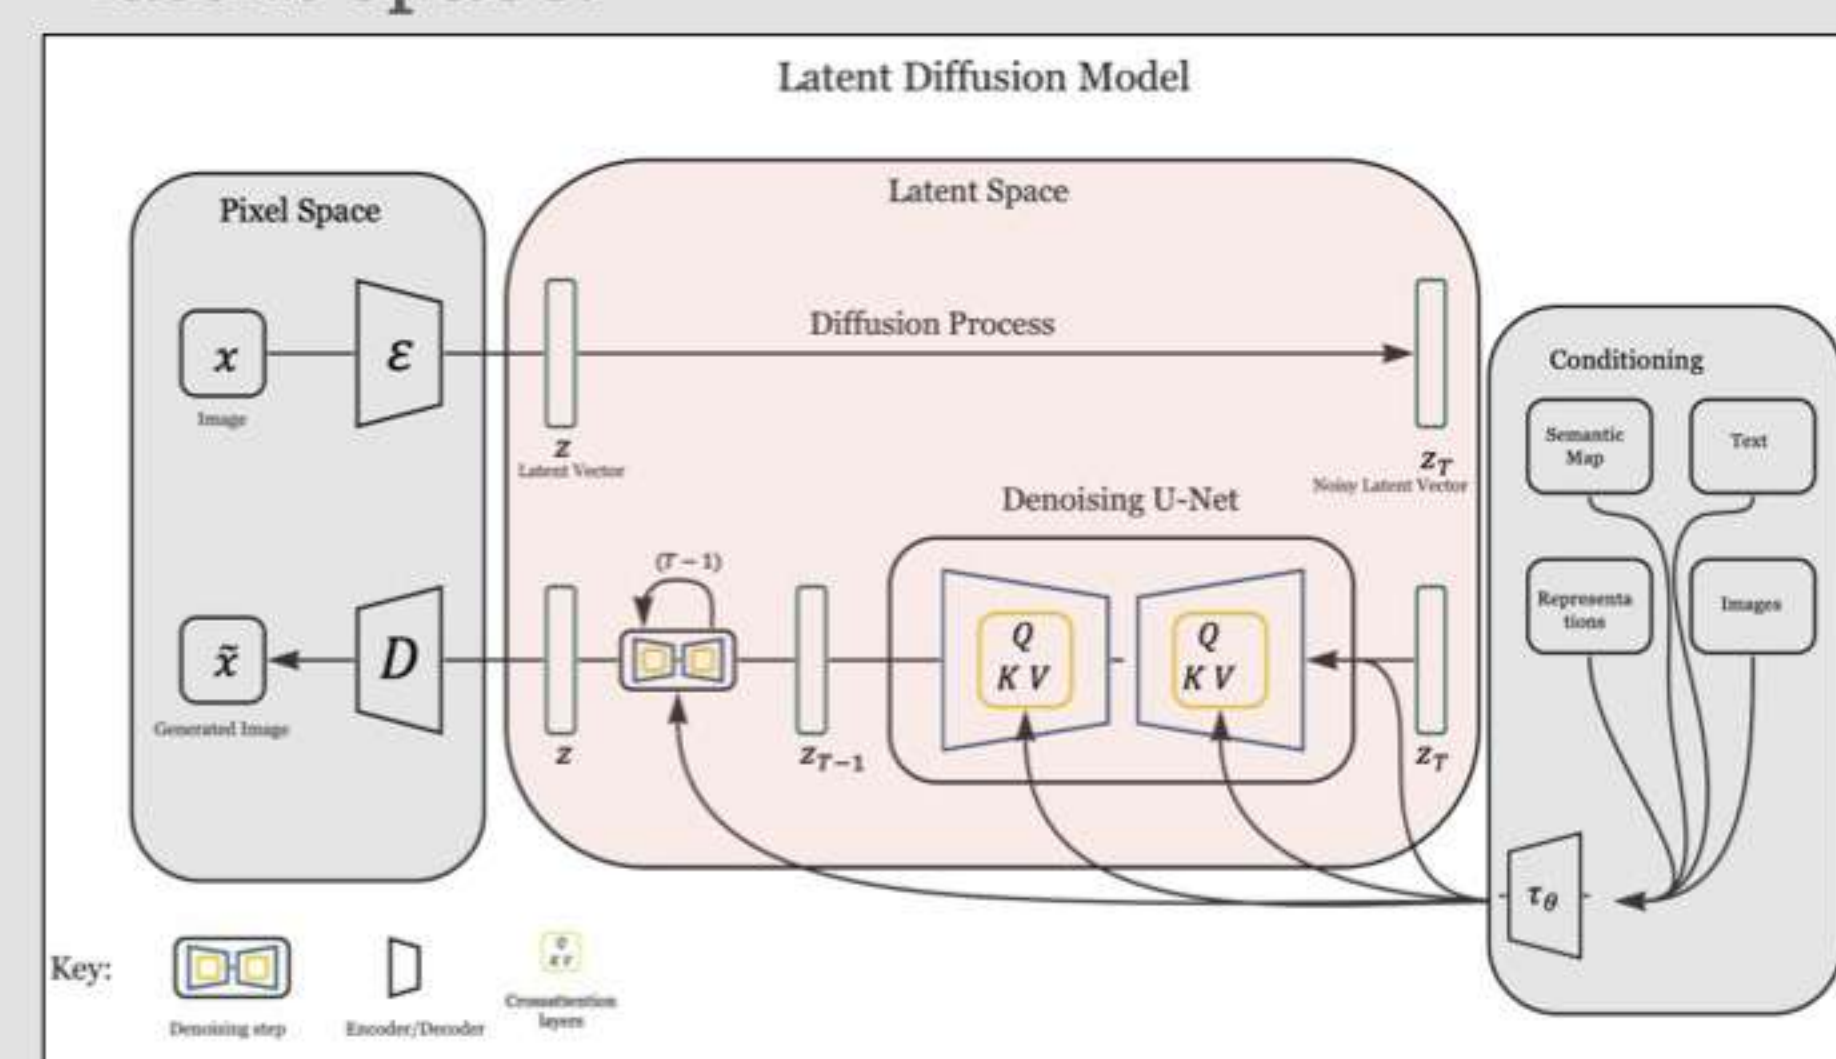 Latent Diffusion Model
Pixel Space
x
Image
ε
x̃
Generated Image
D
Latent Space
Diffusion Process
z
Latent Vector
z_T
Noisy Latent Vector
Denoising U-Net
(T − 1)
z
z_{T−1}
Q
K V
Q
K V
z_T
Conditioning
Semantic
Map
Text
Representa
tions
Images
τ_θ
Key:
Denoising step
Encoder/Decoder
Q
K V
Crossattention
layers